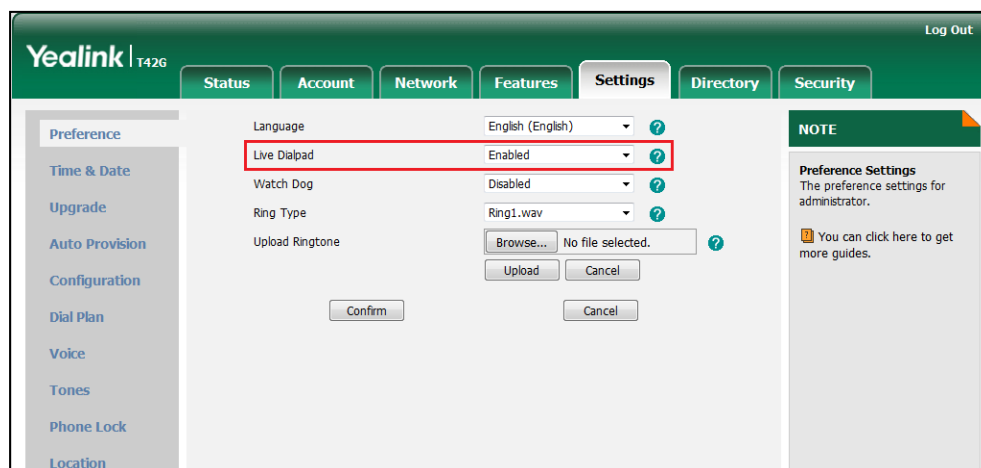 Log Out
Yealink | T42G
Status Account Network Features Settings Directory Security
Preference
Time & Date
Upgrade
Auto Provision
Configuration
Dial Plan
Voice
Tones
Phone Lock
Location
Language English (English) ?
Live Dialpad Enabled ?
Watch Dog Disabled ?
Ring Type Ring1.wav ?
Upload Ringtone Browse... No file selected. ?
Upload Cancel
Confirm Cancel
NOTE
Preference Settings
The preference settings for
administrator.
? You can click here to get
more guides.